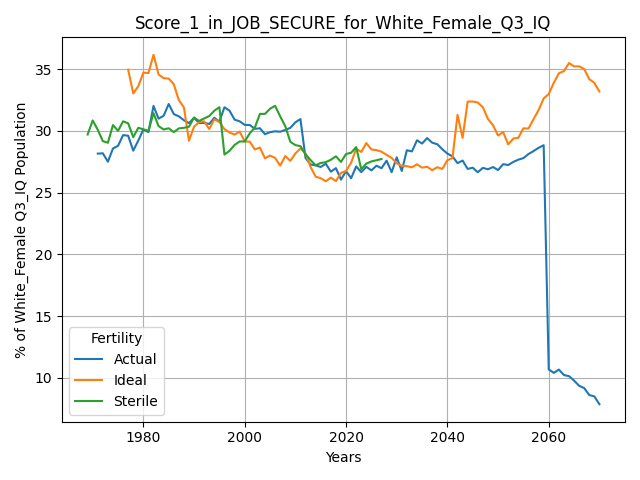 Score_1_in_JOB_SECURE_for_White_Female_Q3_IQ
% of White_Female Q3_IQ Population
35
30
25
20
15
10
Fertility
Actual
Ideal
Sterile
1980 2000 2020 2040 2060
Years